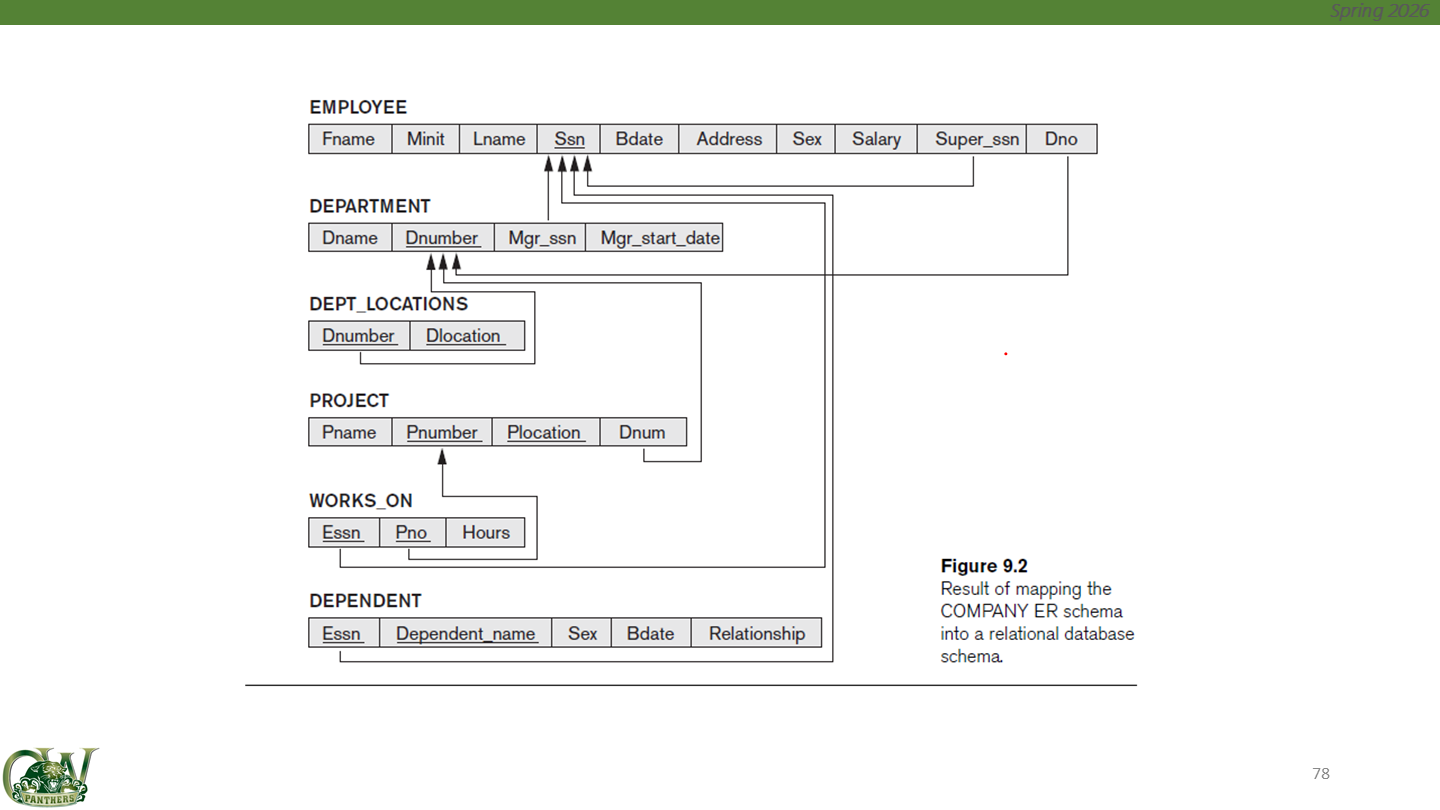 Spring 2026
EMPLOYEE
Fname Minit Lname Ssn Bdate Address Sex Salary Super_ssn Dno
DEPARTMENT
Dname Dnumber Mgr_ssn Mgr_start_date
DEPT_LOCATIONS
Dnumber Dlocation
PROJECT
Pname Pnumber Plocation Dnum
WORKS_ON
Essn Pno Hours
DEPENDENT
Essn Dependent_name Sex Bdate Relationship
Figure 9.2
Result of mapping the
COMPANY ER schema
into a relational database
schema.
OW
PANTHERS
78